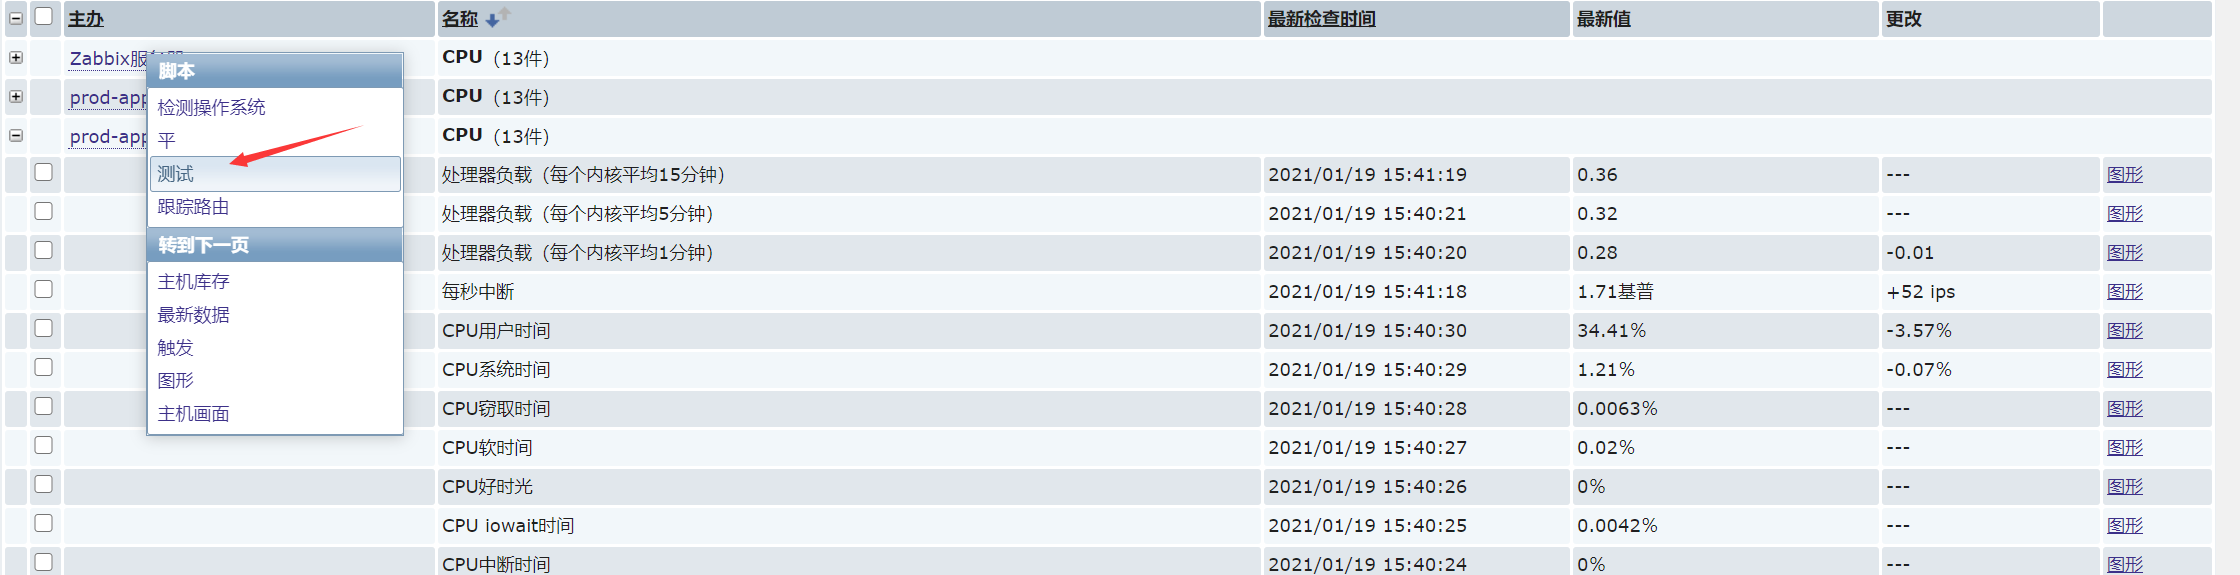 主办 名称 最新检查时间 最新值 更改
Zabbix服 CPU (13件)
prod-app CPU (13件)
prod-app CPU (13件)
脚本
检测操作系统
平
测试
跟踪路由
转到下一页
主机库存
最新数据
触发
图形
主机画面
处理器负载（每个内核平均15分钟） 2021/01/19 15:41:19 0.36 --- 图形
处理器负载（每个内核平均5分钟） 2021/01/19 15:40:21 0.32 --- 图形
处理器负载（每个内核平均1分钟） 2021/01/19 15:40:20 0.28 -0.01 图形
每秒中断 2021/01/19 15:41:18 1.71基普 +52 ips 图形
CPU用户时间 2021/01/19 15:40:30 34.41% -3.57% 图形
CPU系统时间 2021/01/19 15:40:29 1.21% -0.07% 图形
CPU窃取时间 2021/01/19 15:40:28 0.0063% --- 图形
CPU软时间 2021/01/19 15:40:27 0.02% --- 图形
CPU好时光 2021/01/19 15:40:26 0% --- 图形
CPU iowait时间 2021/01/19 15:40:25 0.0042% --- 图形
CPU中断时间 2021/01/19 15:40:24 0% --- 图形